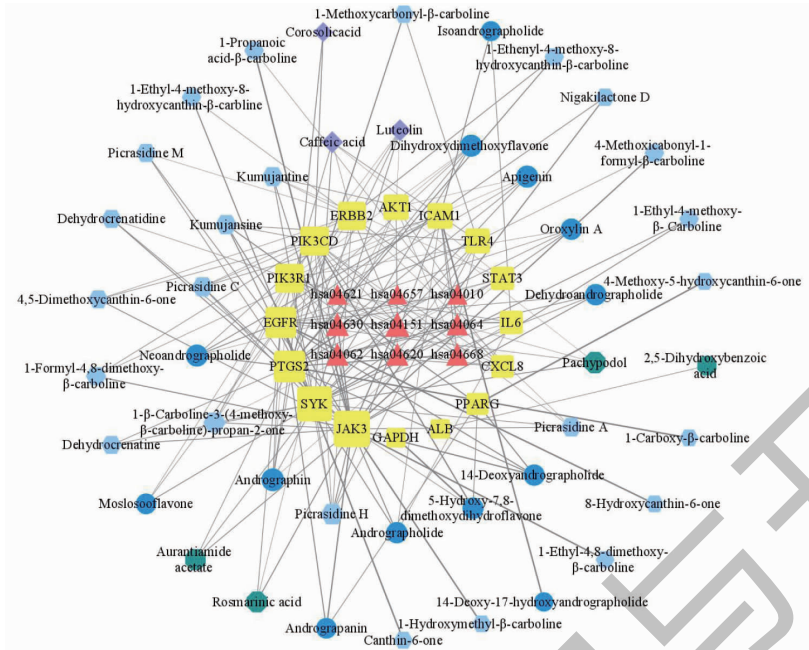 1-Methoxycarbonyl-β-carboline
Corosolicacid
Isoandrographolide
1-Propanoic
acid-β-carboline
1-Ethenyl-4-methoxy-8-
hydroxycanthin-β-carboline
1-Ethyl-4-methoxy-8-
hydroxycanthin-β-carbline
Nigakilactone D
Luteolin
Caffeic acid
Dihydroxydimethoxyflavone
4-Methoxicabonyl-1-
formyl-β-carboline
Picrasidine M
Kumujantine
Apigenin
AKT1
ERBB2
ICAM1
Dehydrocrenatidine
Kumujansine
1-Ethyl-4-methoxy-
β- Carboline
Oroxylin A
PIK3CD
TLR4
PIK3R1
STAT3
4-Methoxy-5-hydroxycanthin-6-one
Picrasidine C
4,5-Dimethoxycanthin-6-one
hsa04621
hsa04657
hsa04010
Dehydroandrographolide
EGFR
IL6
hsa04630
hsa04151
hsa04064
Neoandrographolide
hsa04062
hsa04620
hsa04668
Pachypodol
2,5-Dihydroxybenzoic
acid
1-Formyl-4,8-dimethoxy-
β-carboline
PTGS2
CXCL8
SYK
PPARG
1-β-Carboline-3-(4-methoxy-
β-carboline)-propan-2-one
JAK3
GAPDH
ALB
Picrasidine A
1-Carboxy-β-carboline
Dehydrocrenatine
Andrographin
14-Deoxyandrographolide
Moslosooflavone
Picrasidine H
5-Hydroxy-7,8-
dimethoxydihydroflavone
8-Hydroxycanthin-6-one
Andrographolide
Aurantiamide
acetate
1-Ethyl-4,8-dimethoxy-
β-carboline
Rosmarinic acid
14-Deoxy-17-hydroxyandrographolide
Andrograpanin
1-Hydroxymethyl-β-carboline
Canthin-6-one